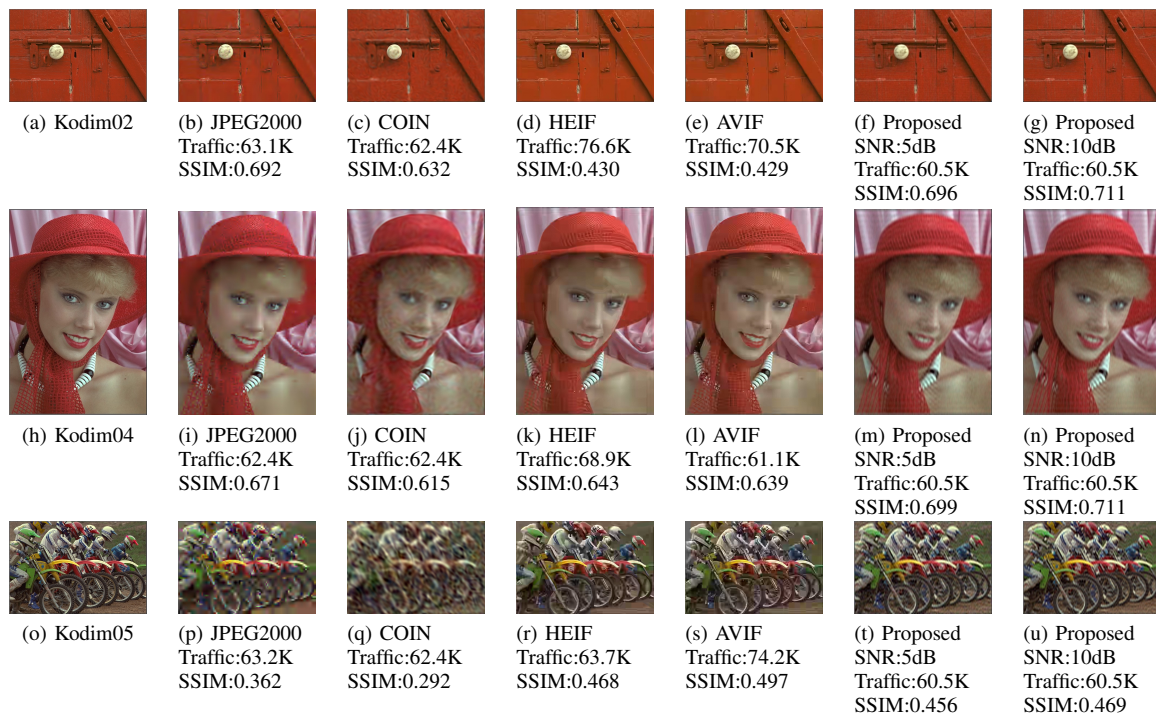 (a) Kodim02
(b) JPEG2000
Traffic:63.1K
SSIM:0.692
(c) COIN
Traffic:62.4K
SSIM:0.632
(d) HEIF
Traffic:76.6K
SSIM:0.430
(e) AVIF
Traffic:70.5K
SSIM:0.429
(f) Proposed
SNR:5dB
Traffic:60.5K
SSIM:0.696
(g) Proposed
SNR:10dB
Traffic:60.5K
SSIM:0.711
(h) Kodim04
(i) JPEG2000
Traffic:62.4K
SSIM:0.671
(j) COIN
Traffic:62.4K
SSIM:0.615
(k) HEIF
Traffic:68.9K
SSIM:0.643
(l) AVIF
Traffic:61.1K
SSIM:0.639
(m) Proposed
SNR:5dB
Traffic:60.5K
SSIM:0.699
(n) Proposed
SNR:10dB
Traffic:60.5K
SSIM:0.711
(o) Kodim05
(p) JPEG2000
Traffic:63.2K
SSIM:0.362
(q) COIN
Traffic:62.4K
SSIM:0.292
(r) HEIF
Traffic:63.7K
SSIM:0.468
(s) AVIF
Traffic:74.2K
SSIM:0.497
(t) Proposed
SNR:5dB
Traffic:60.5K
SSIM:0.456
(u) Proposed
SNR:10dB
Traffic:60.5K
SSIM:0.469